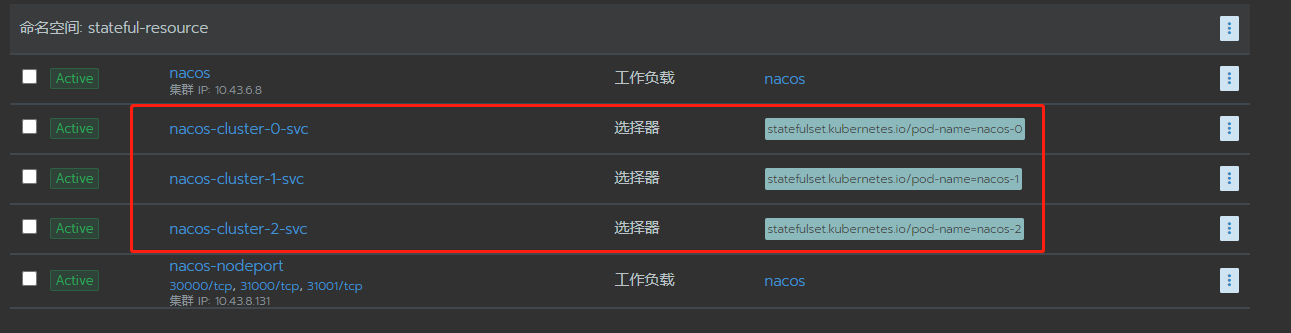 命名空间: stateful-resource
Active nacos 工作负载 nacos
集群 IP: 10.43.6.8
Active nacos-cluster-0-svc 选择器 statefulset.kubernetes.io/pod-name=nacos-0
Active nacos-cluster-1-svc 选择器 statefulset.kubernetes.io/pod-name=nacos-1
Active nacos-cluster-2-svc 选择器 statefulset.kubernetes.io/pod-name=nacos-2
Active nacos-nodeport 工作负载 nacos
30000/tcp, 31000/tcp, 31001/tcp
集群 IP: 10.43.8.131